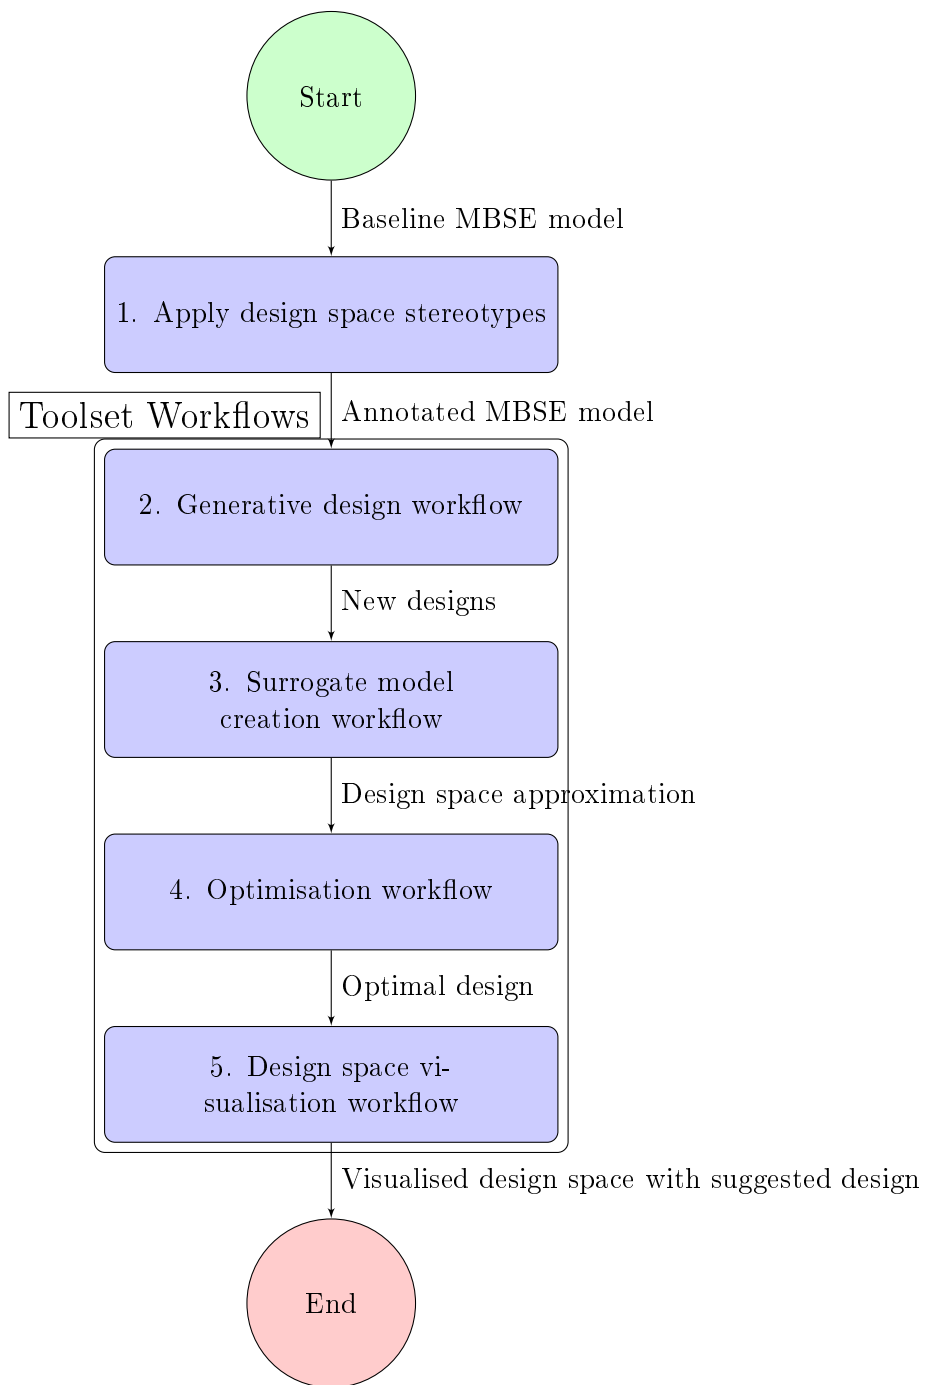 Start
Baseline MBSE model
1. Apply design space stereotypes
Toolset Workflows
Annotated MBSE model
2. Generative design workflow
New designs
3. Surrogate model
creation workflow
Design space approximation
4. Optimisation workflow
Optimal design
5. Design space vi-
sualisation workflow
Visualised design space with suggested design
End